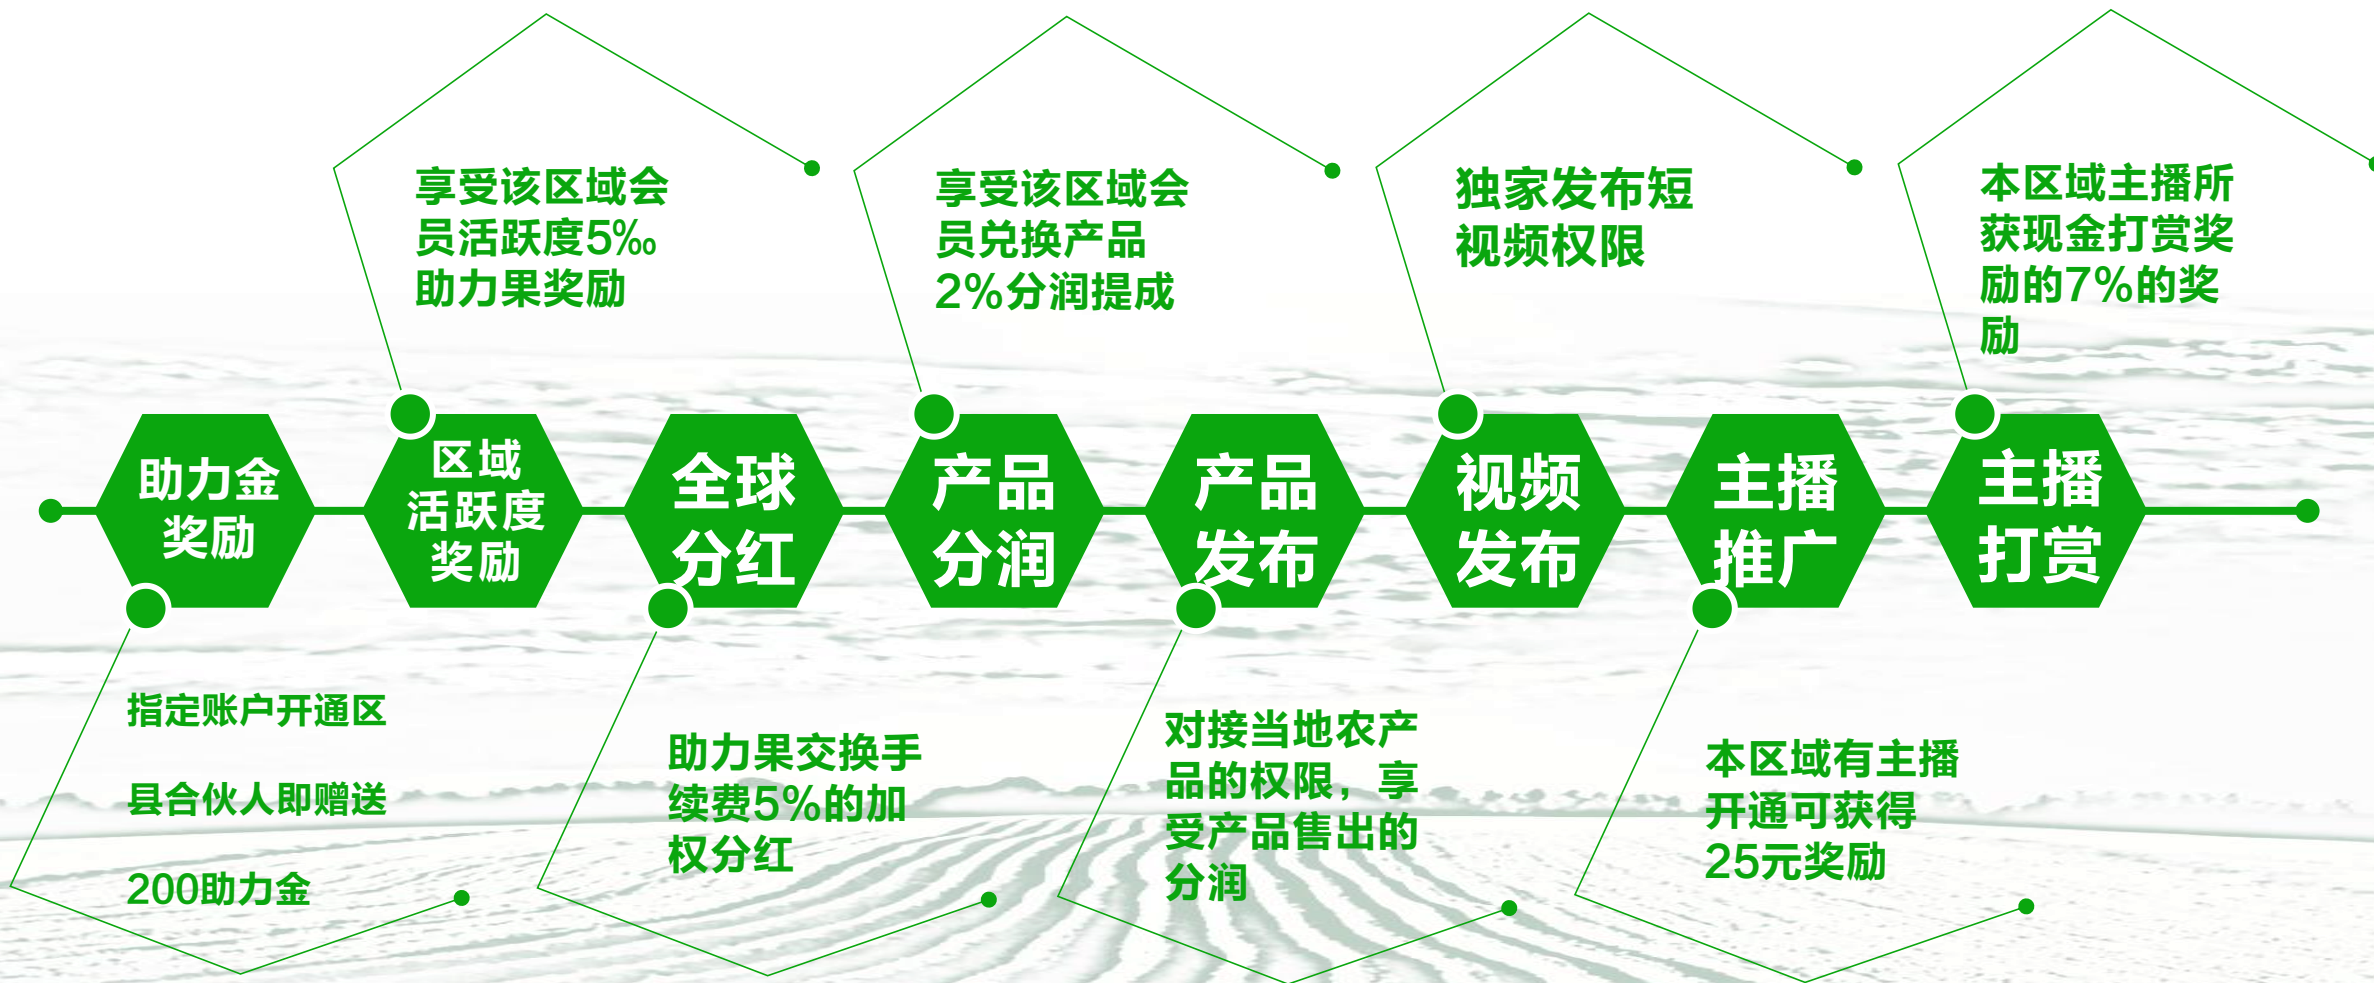 享受该区域会
员活跃度5‰
助力果奖励
享受该区域会
员兑换产品
2%分润提成
独家发布短
视频权限
本区域主播所
获现金打赏奖
励的7%的奖
励
助力金
奖励
区域
活跃度
奖励
全球
分红
产品
分润
产品
发布
视频
发布
主播
推广
主播
打赏
指定账户开通区
县合伙人即赠送
200助力金
助力果交换手
续费5%的加
权分红
对接当地农产
品的权限，享
受产品售出的
分润
本区域有主播
开通可获得
25元奖励